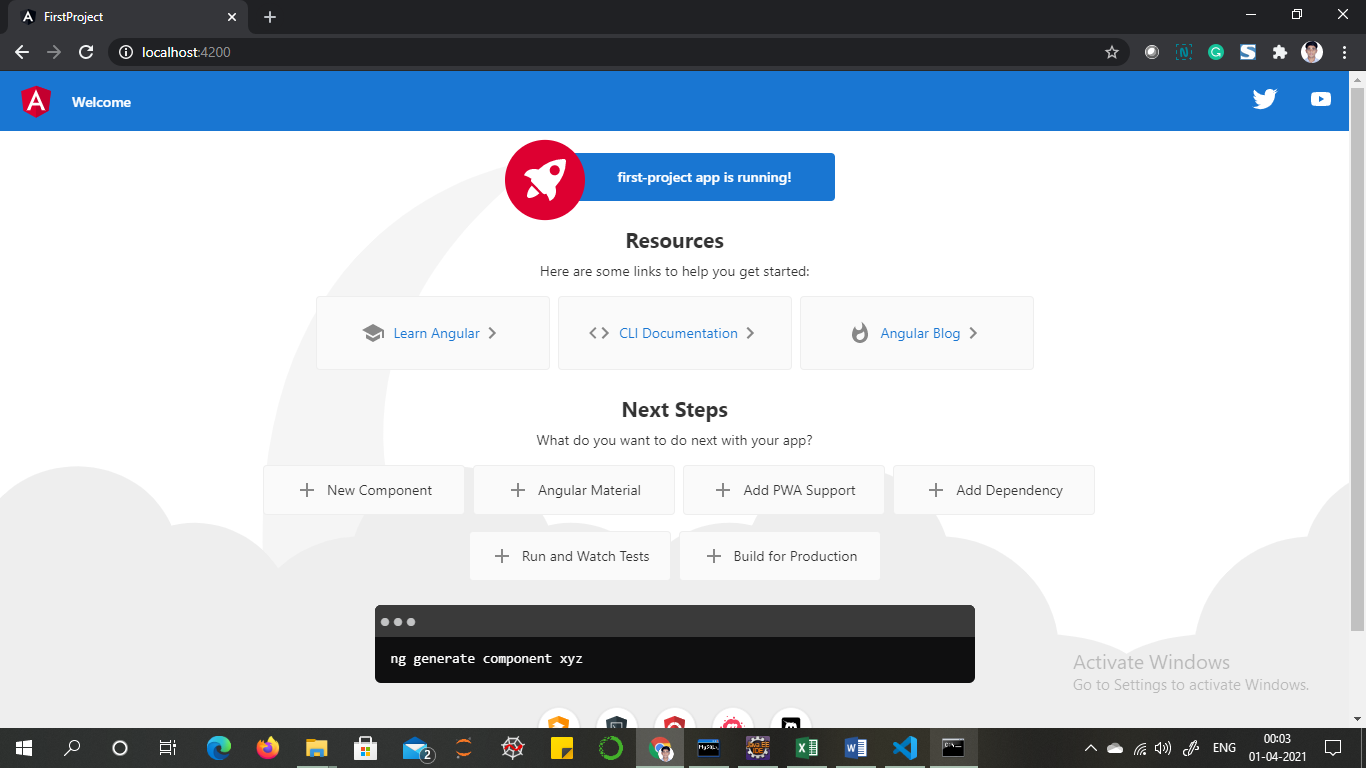 FirstProject
localhost:4200
Welcome
first-project app is running!
Resources
Here are some links to help you get started:
Learn Angular
CLI Documentation
Angular Blog
Next Steps
What do you want to do next with your app?
New Component
Angular Material
Add PWA Support
Add Dependency
Run and Watch Tests
Build for Production
ng generate component xyz
Activate Windows
Go to Settings to activate Windows.
2
ENG
00:03
01-04-2021